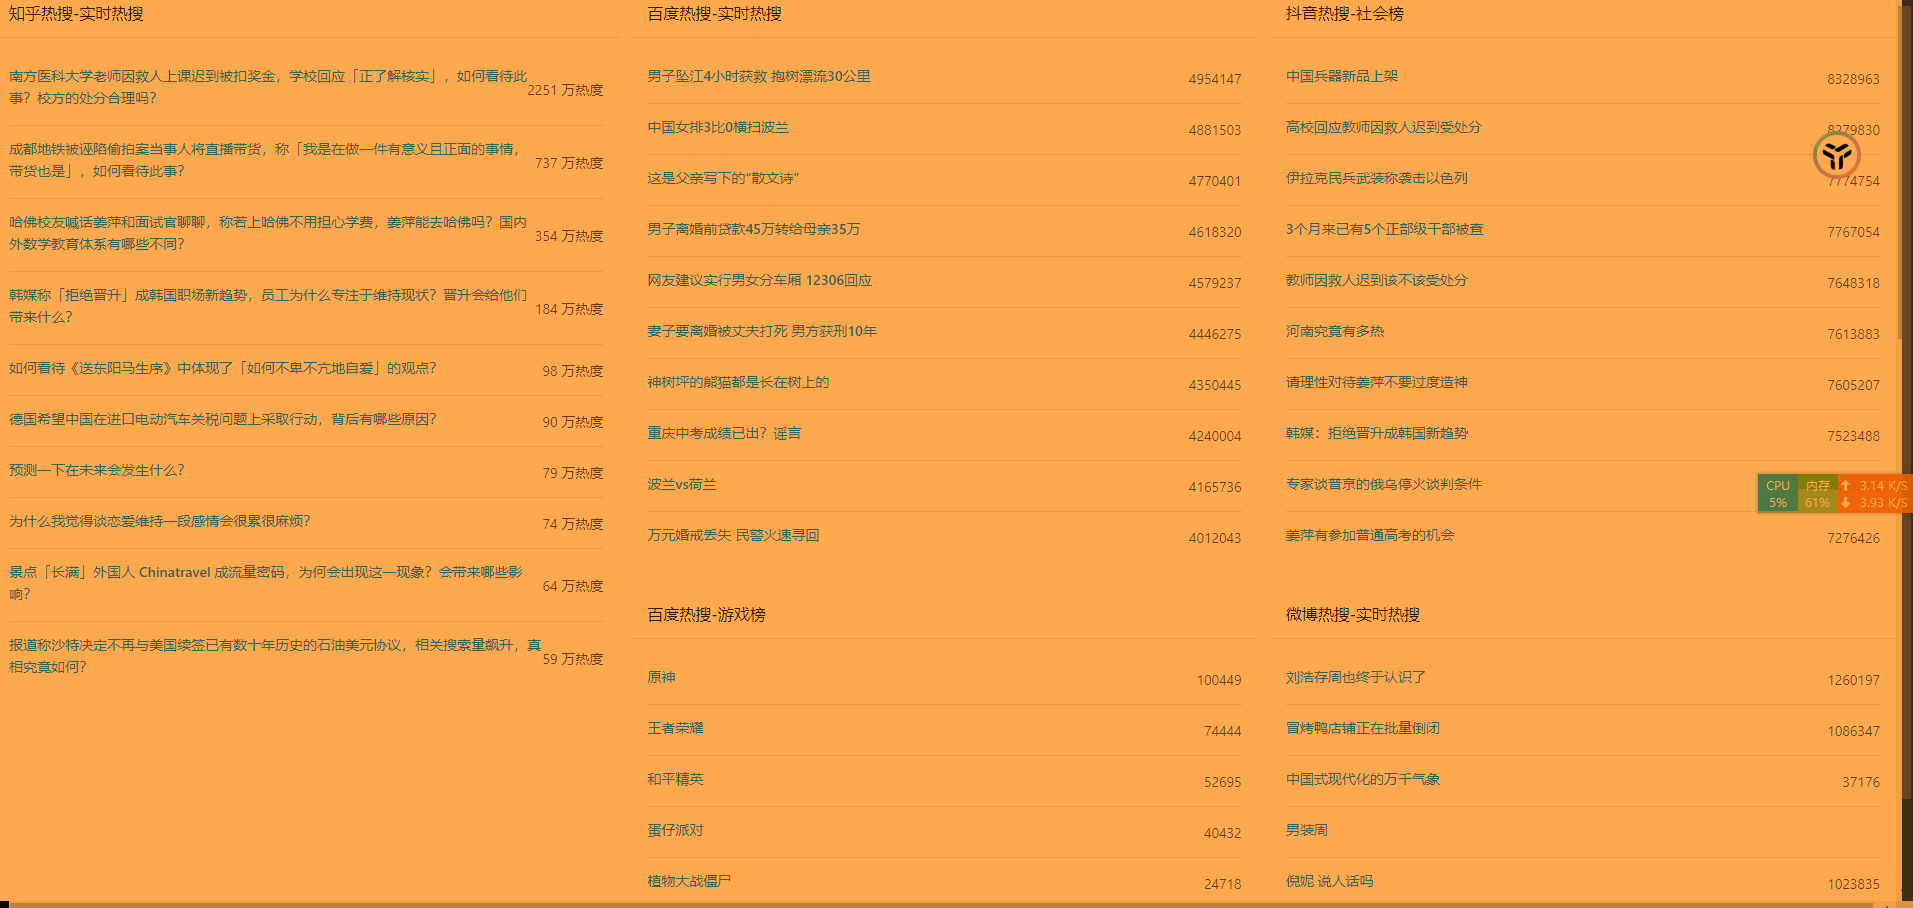 知乎热搜-实时热搜
南方医科大学老师因救人上课迟到被扣奖金，学校回应「正了解核实」，如何看待此
事？校方的处分合理吗？
2251 万热度
成都地铁被诬陷偷拍案当事人将直播带货，称「我是在做一件有意义且正面的事情，
带货也是」，如何看待此事？
737 万热度
哈佛校友喊话姜萍和面试官聊聊，称若上哈佛不用担心学费，姜萍能去哈佛吗？国内
外数学教育体系有哪些不同？
354 万热度
韩媒称「拒绝晋升」成韩国职场新趋势，员工为什么专注于维持现状？晋升会给他们
带来什么？
184 万热度
如何看待《送东阳马生序》中体现了「如何不卑不亢地自爱」的观点？
98 万热度
德国希望中国在进口电动汽车关税问题上采取行动，背后有哪些原因？
90 万热度
预测一下在未来会发生什么？
79 万热度
为什么我觉得谈恋爱维持一段感情会很累很麻烦？
74 万热度
景点「长满」外国人 Chinatravel 成流量密码，为何会出现这一现象？会带来哪些影
响？
64 万热度
报道称沙特决定不再与美国续签已有数十年历史的石油美元协议，相关搜索量飙升，真
相究竟如何？
59 万热度
百度热搜-实时热搜
男子坠江4小时获救 抱树漂流30公里
4954147
中国女排3比0横扫波兰
4881503
这是父亲写下的“散文诗”
4770401
男子离婚前贷款45万转给母亲35万
4618320
网友建议实行男女分车厢 12306回应
4579237
妻子要离婚被丈夫打死 男方获刑10年
4446275
神树坪的熊猫都是长在树上的
4350445
重庆中考成绩已出？谣言
4240004
波兰vs荷兰
4165736
万元婚戒丢失 民警火速寻回
4012043
百度热搜-游戏榜
原神
100449
王者荣耀
74444
和平精英
52695
蛋仔派对
40432
植物大战僵尸
24718
抖音热搜-社会榜
中国兵器新品上架
8328963
高校回应教师因救人迟到受处分
8279830
伊拉克民兵武装称袭击以色列
7774754
3个月来已有5个正部级干部被查
7767054
教师因救人迟到该不该受处分
7648318
河南究竟有多热
7613883
请理性对待姜萍不要过度造神
7605207
韩媒：拒绝晋升成韩国新趋势
7523488
专家谈普京的俄乌停火谈判条件
姜萍有参加普通高考的机会
7276426
CPU
5%
内存
61%
3.14 K/S
3.93 K/S
微博热搜-实时热搜
刘浩存周也终于认识了
1260197
冒烤鸭店铺正在批量倒闭
1086347
中国式现代化的万千气象
37176
男装周
倪妮 说人话吗
1023835